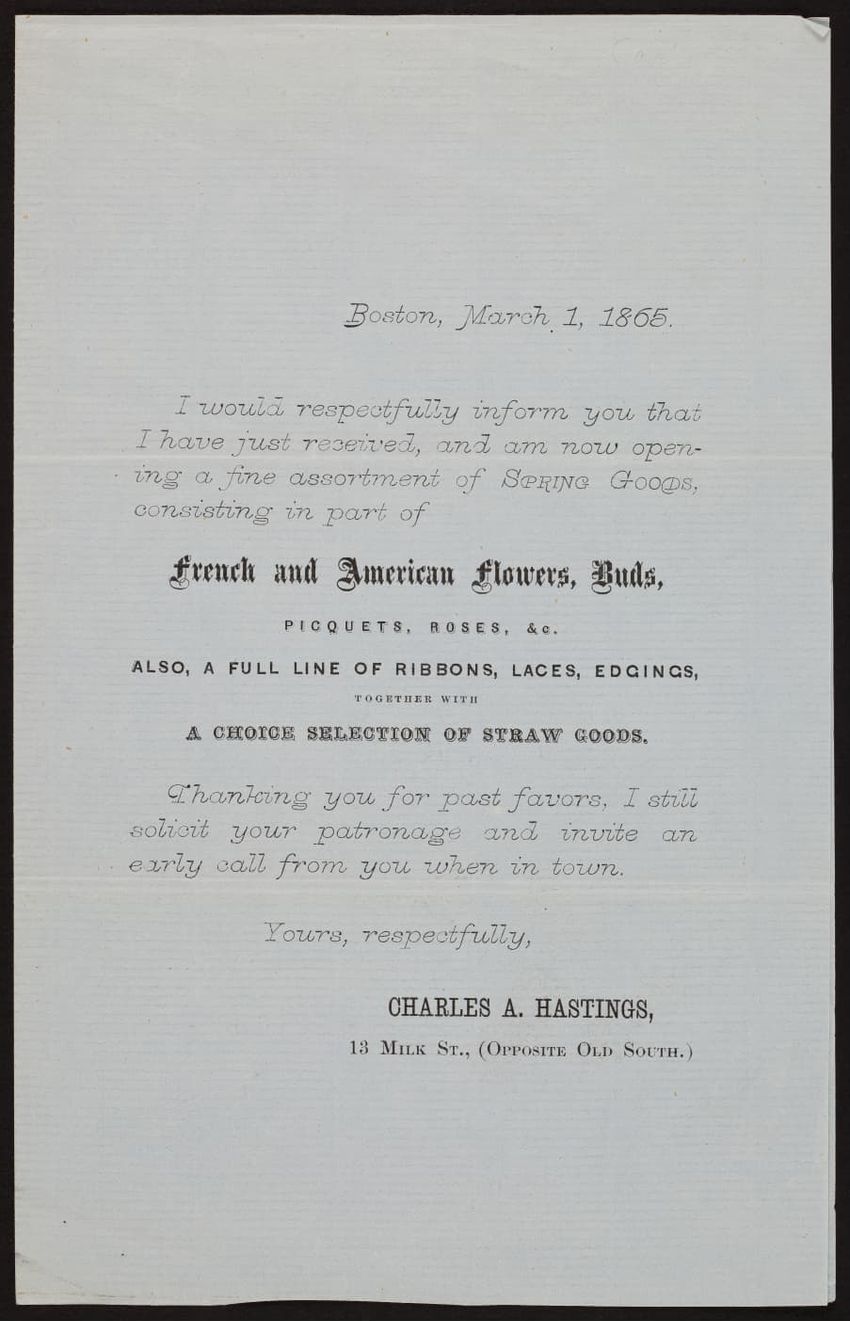 Boston, March 1, 1865.
I would respectfully inform you that
I have just received, and am now open-
ing a fine assortment of SPRING GOODS,
consisting in part of
French and American Flowers, Buds,
PICQUETS, ROSES, &c.
ALSO, A FULL LINE OF RIBBONS, LACES, EDGINGS,
TOGETHER WITH
A CHOICE SELECTION OF STRAW GOODS.
Thanking you for past favors, I still
solicit your patronage and invite an
early call from you when in town.
Yours, respectfully,
CHARLES A. HASTINGS,
13 MILK ST., (OPPOSITE OLD SOUTH.)